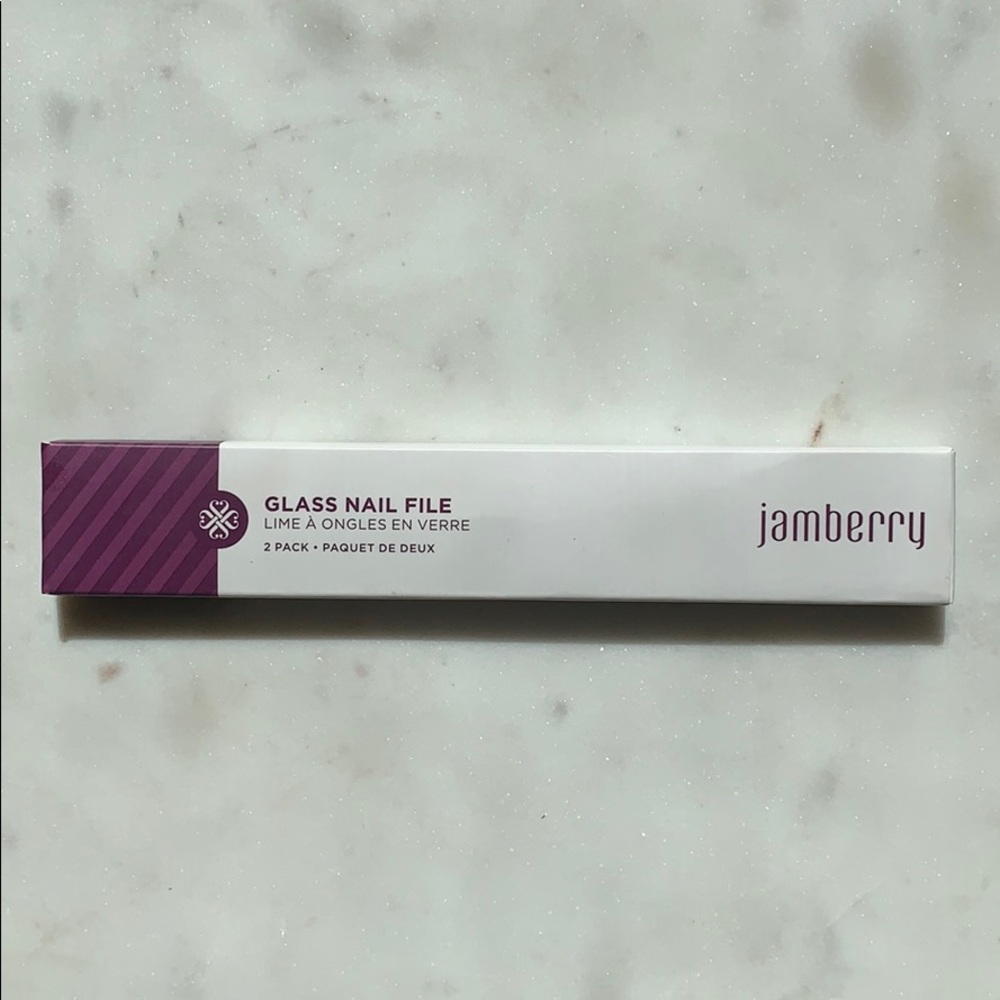 GLASS NAIL FILE
LIME À ONGLES EN VERRE
2 PACK • PAQUET DE DEUX
jamberry